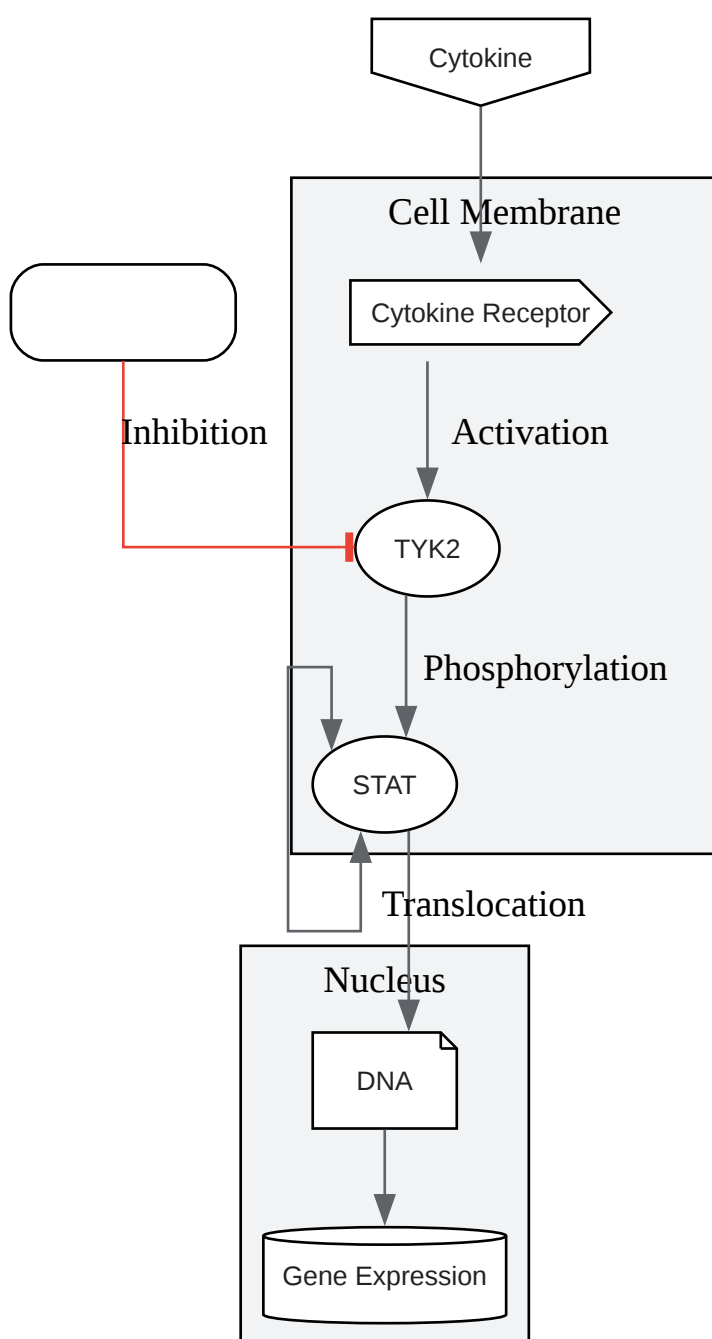 Cytokine
Cell Membrane
Cytokine Receptor
Inhibition
Activation
TYK2
Phosphorylation
STAT
Translocation
Nucleus
DNA
Gene Expression